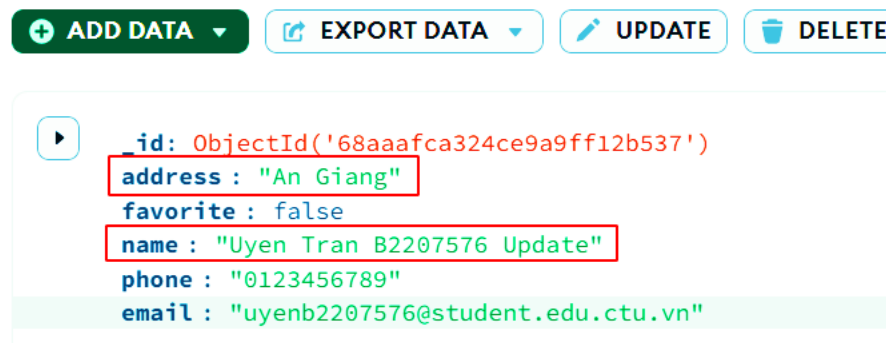 ADD DATA EXPORT DATA UPDATE DELETE
_id: ObjectId('68aaafca324ce9a9ff12b537')
address : "An Giang"
favorite : false
name : "Uyen Tran B2207576 Update"
phone : "0123456789"
email : "uyenb2207576@student.edu.ctu.vn"